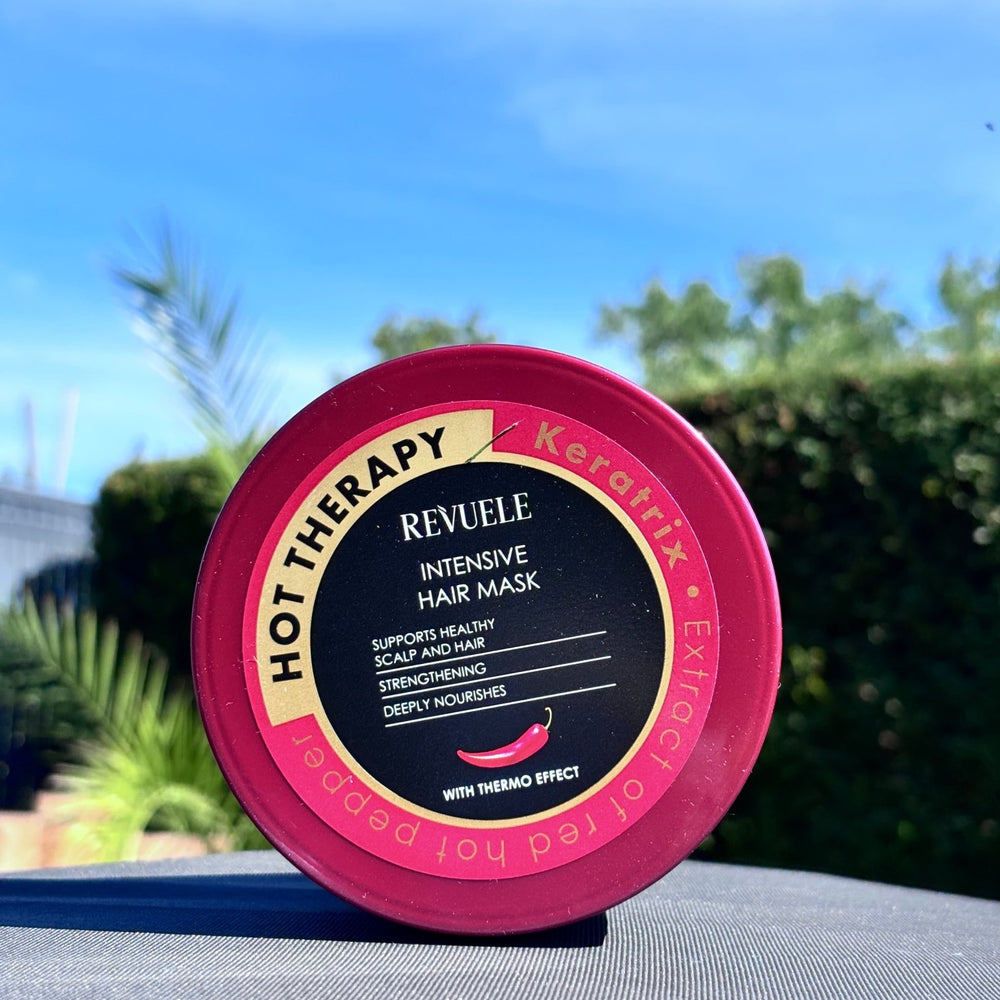 HOT THERAPY
Keratrix • Extract of red hot pepper
REVUELE
INTENSIVE
HAIR MASK
SUPPORTS HEALTHY
SCALP AND HAIR
STRENGTHENING
DEEPLY NOURISHES
WITH THERMO EFFECT